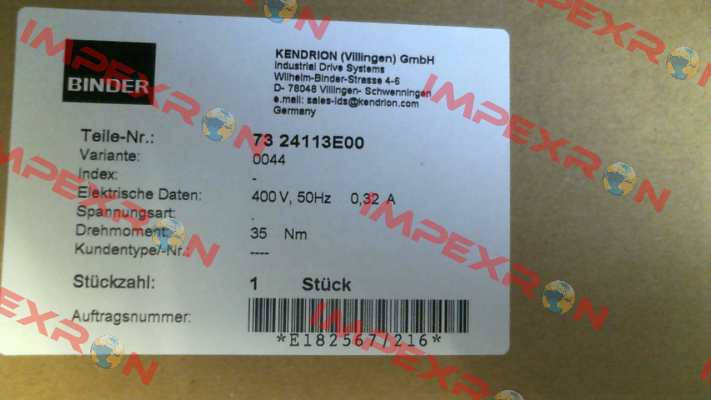 BINDER
KENDRION (Villingen) GmbH
Industrial Drive Systems
Wilhelm-Binder-Strasse 4-6
D- 78048 Villingen- Schwenningen
e.mail: sales-ids@kendrion.com
Germany
Teile-Nr.: 73 24113E00
Variante: 0044
Index: -
Elektrische Daten: 400 V, 50Hz 0,32 A
Spannungsart: .
Drehmoment: 35 Nm
Kundentype/-Nr.: ----
Stückzahl: 1 Stück
Auftragsnummer:
*E182567/216*
IMPEXRON
IMPEXRON
IMPEXRON
IMPEXRON
IMPEXRON
IMPEXRON